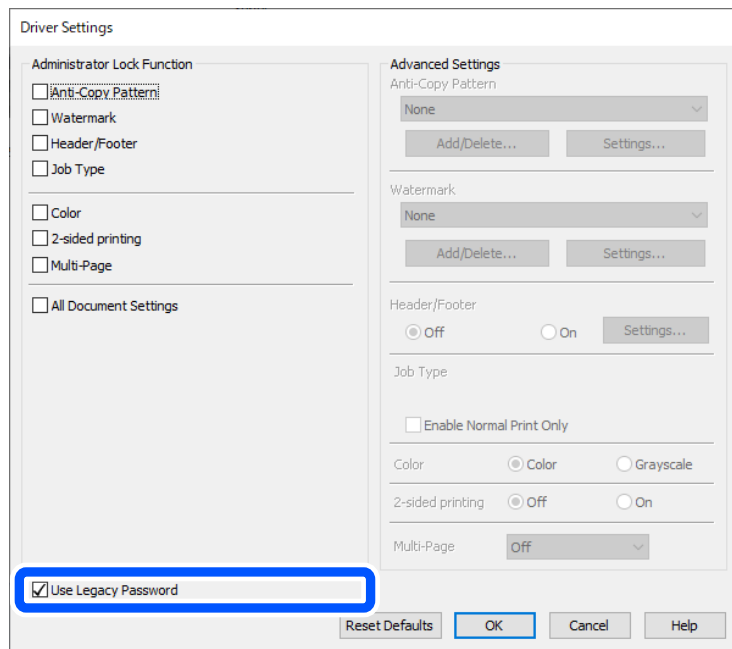 Driver Settings
Administrator Lock Function
Anti-Copy Pattern
Watermark
Header/Footer
Job Type
Color
2-sided printing
Multi-Page
All Document Settings
Use Legacy Password
Advanced Settings
Anti-Copy Pattern
None
Add/Delete... Settings...
Watermark
None
Add/Delete... Settings...
Header/Footer
Off On Settings...
Job Type
Enable Normal Print Only
Color Color Grayscale
2-sided printing Off On
Multi-Page Off
Reset Defaults OK Cancel Help